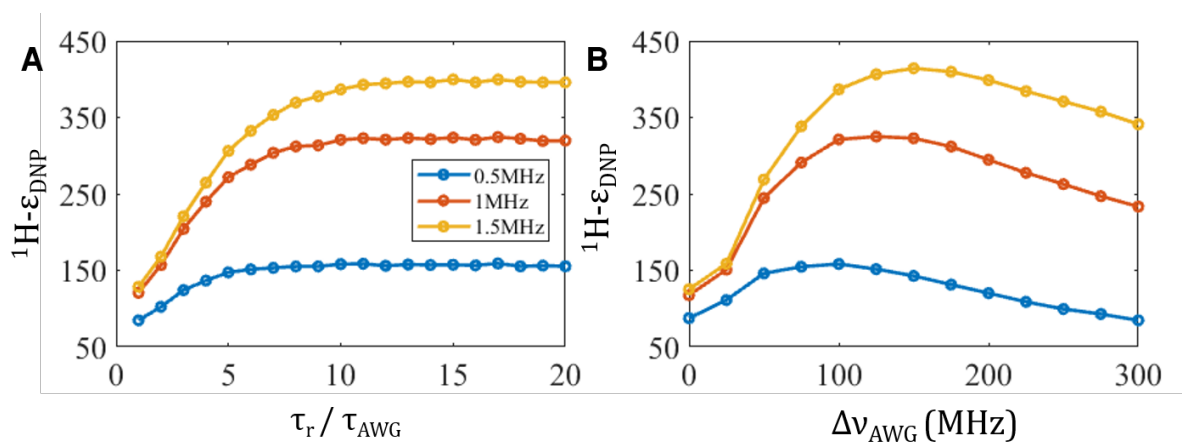 A
B
450
350
250
150
50
¹H-ε_DNP
0.5MHz
1MHz
1.5MHz
0 5 10 15 20
τ_r / τ_AWG
450
350
250
150
50
¹H-ε_DNP
0 100 200 300
Δν_AWG (MHz)